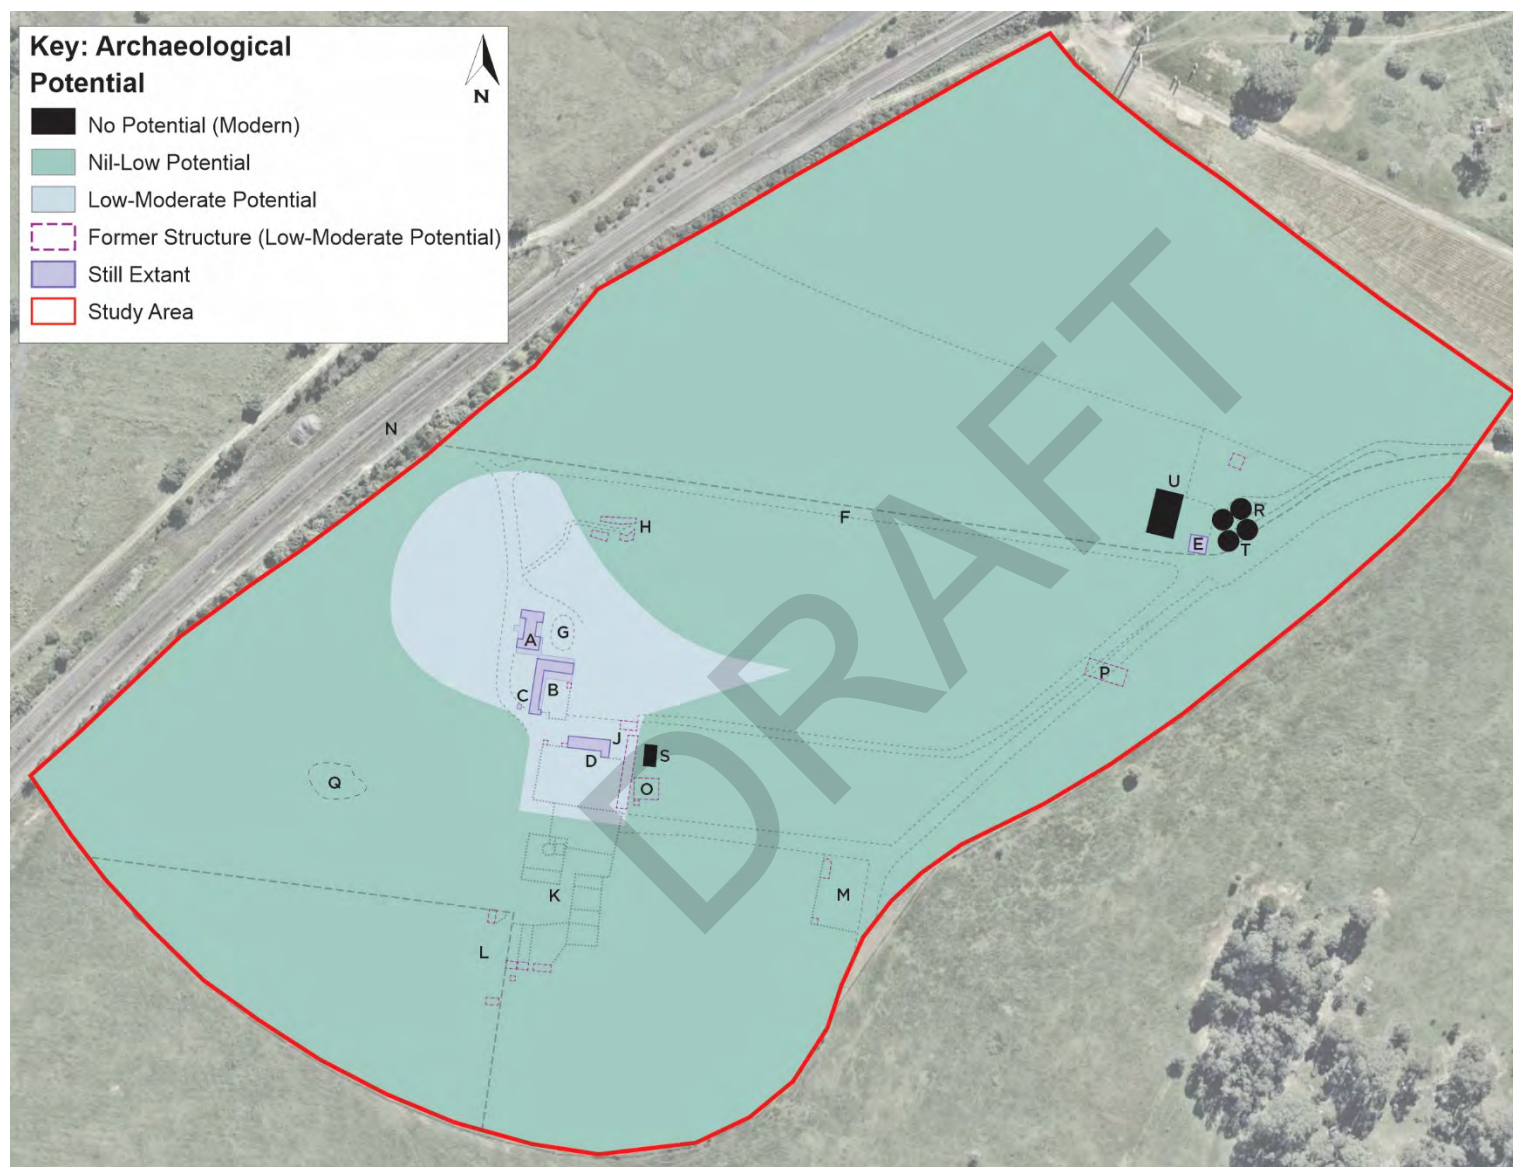 Key: Archaeological
Potential
N
No Potential (Modern)
Nil-Low Potential
Low-Moderate Potential
Former Structure (Low-Moderate Potential)
Still Extant
Study Area
N
U
R
F
H
E
T
A
G
P
C
B
J
D
S
Q
O
K
M
L
DRAFT